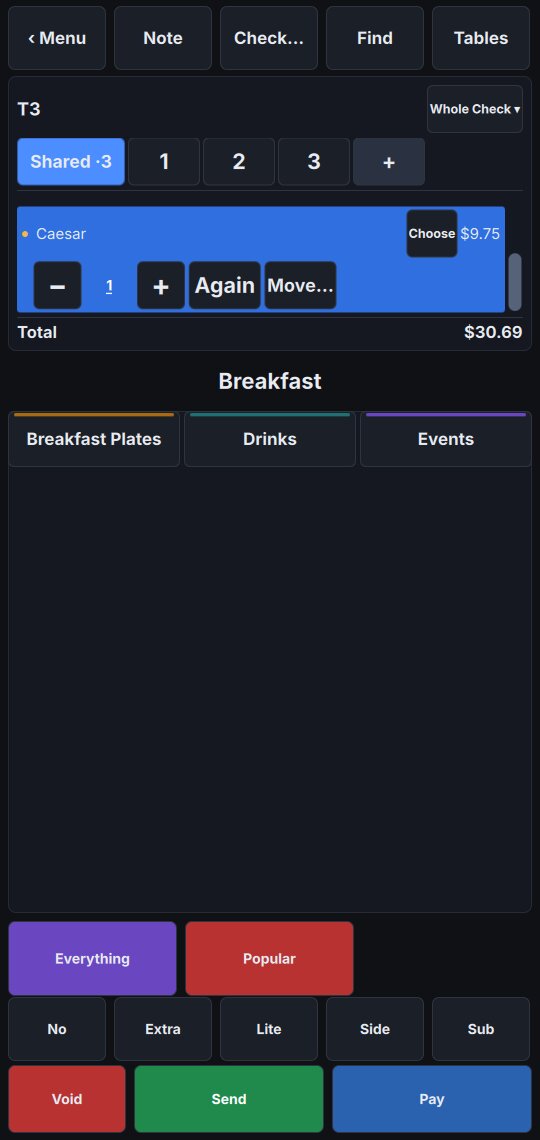 ‹ Menu Note Check... Find Tables
T3 Whole Check ▾
Shared ·3 1 2 3 +
Caesar Choose $9.75
− 1 + Again Move...
Total $30.69
Breakfast
Breakfast Plates Drinks Events
Everything Popular
No Extra Lite Side Sub
Void Send Pay